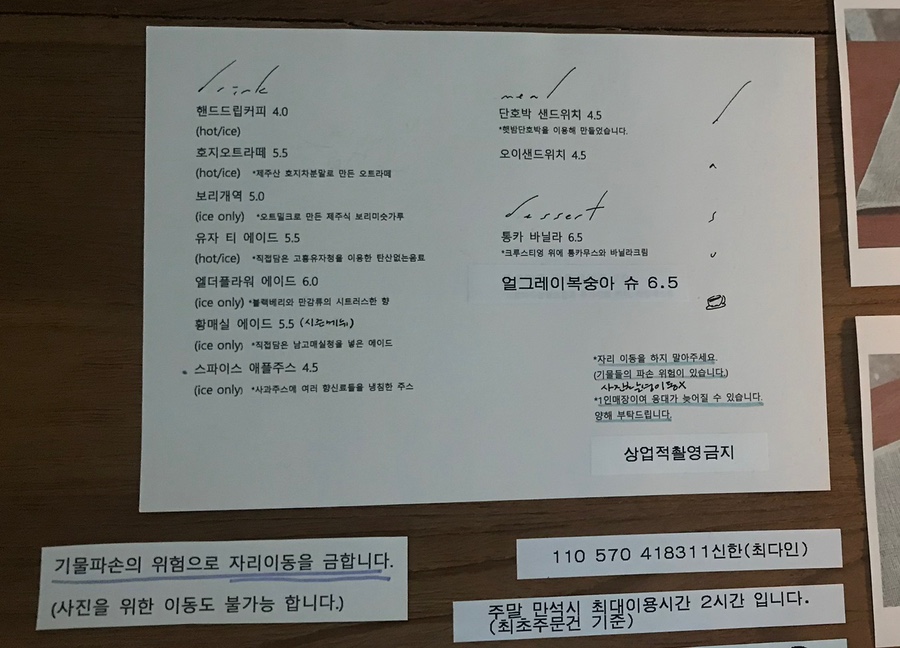 drink
핸드드립커피 4.0
(hot/ice)
호지오트라떼 5.5
(hot/ice) *제주산 호지차분말로 만든 오트라떼
보리개역 5.0
(ice only) *오트밀크로 만든 제주식 보리미숫가루
유자 티 에이드 5.5
(hot/ice) *직접담은 고흥유자청을 이용한 탄산없는음료
엘더플라워 에이드 6.0
(ice only) *블랙베리와 만감류의 시트러스한 향
황매실 에이드 5.5 (시즌메뉴)
(ice only) *직접담은 남고매실청을 넣은 에이드
스파이스 애플주스 4.5
(ice only) *사과주스에 여러 향신료들을 냉침한 주스
meal
단호박 샌드위치 4.5
*햇밤단호박을 이용해 만들었습니다.
오이샌드위치 4.5
dessert
통카 바닐라 6.5
*크루스티엉 위에 통카무스와 바닐라크림
얼그레이복숭아 슈 6.5
*자리 이동을 하지 말아주세요.
(기물들의 파손 위험이 있습니다.)
*1인매장이여 응대가 늦어질 수 있습니다.
양해 부탁드립니다.
상업적촬영금지
기물파손의 위험으로 자리이동을 금합니다.
(사진을 위한 이동도 불가능 합니다.)
110 570 418311신한(최다인)
주말 만석시 최대이용시간 2시간 입니다.
(최초주문건 기준)